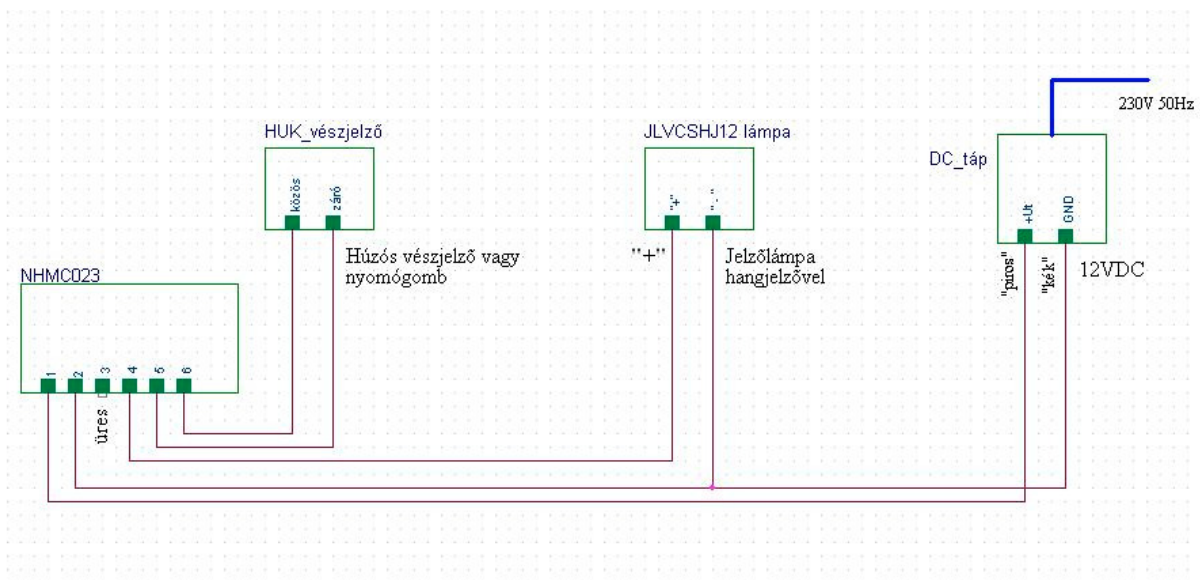 230V 50Hz
HUK_vészjelző
JLVCSHJ12 lámpa
DC_táp
közös
záró
"+"
"-"
+Ut
GND
Húzós vészjelző vagy
nyomógomb
"+"
Jelzőlámpa
hangjelzővel
"piros"
"kék"
12VDC
NHMC023
1
2
3
4
5
6
üres